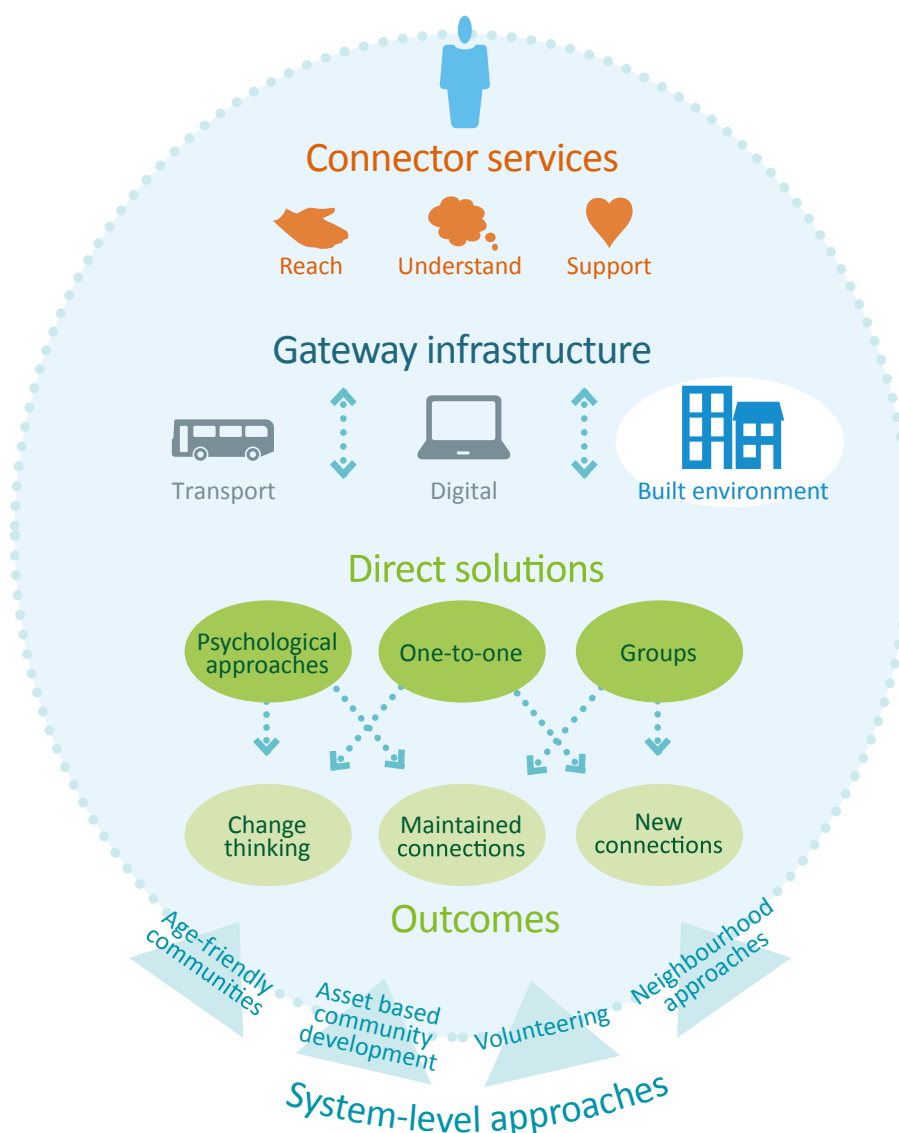 Connector services
Reach
Understand
Support
Gateway infrastructure
Transport
Digital
Built environment
Direct solutions
Psychological
approaches
One-to-one
Groups
Change
thinking
Maintained
connections
New
connections
Outcomes
Age-friendly
communities
Asset based
community
development
Volunteering
Neighbourhood
approaches
System-level approaches